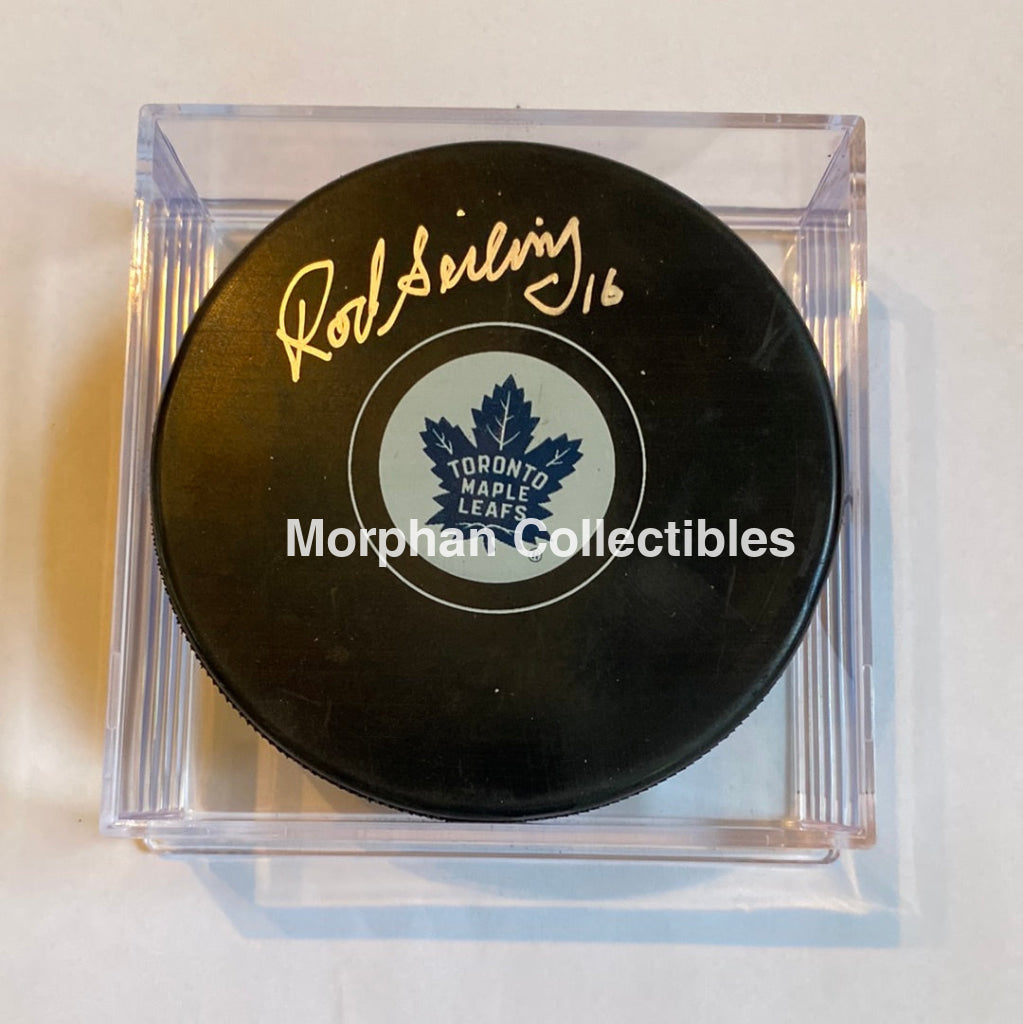 Rod Seiling 16
TORONTO
MAPLE
LEAFS
Morphan Collectibles